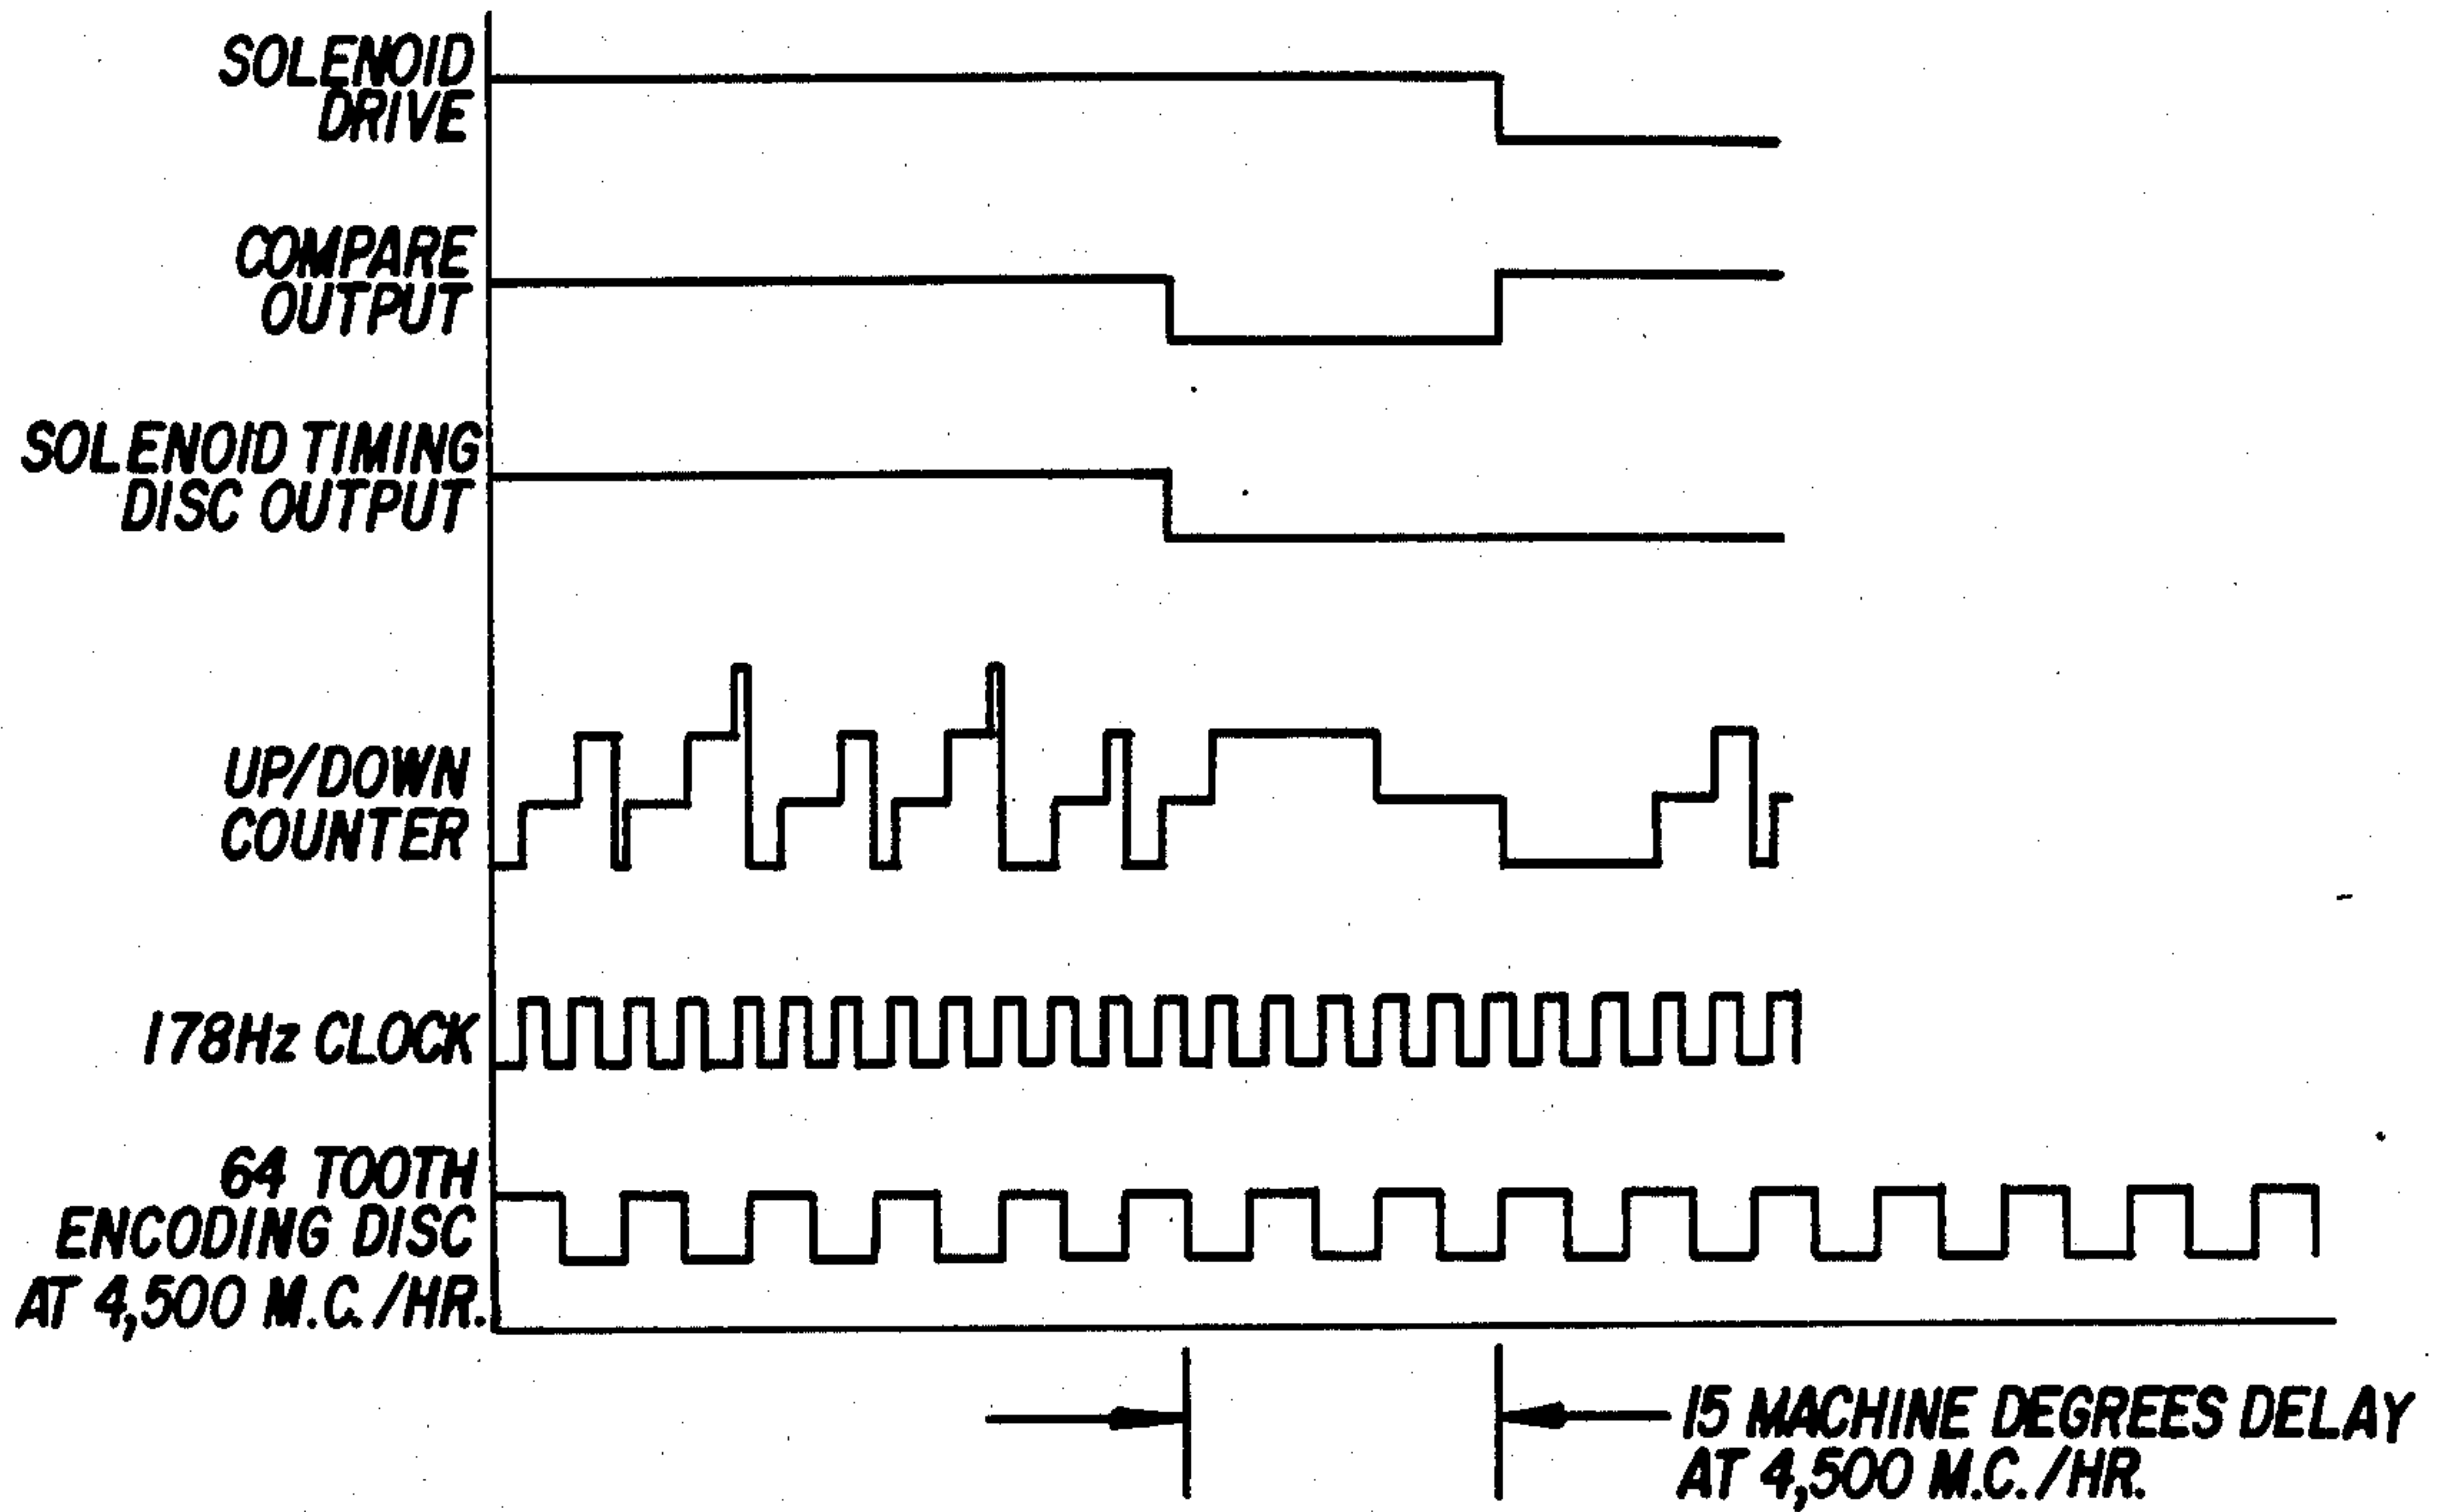 SOLENOID
DRIVE
COMPARE
OUTPUT
SOLENOID TIMING
DISC OUTPUT
UP/DOWN
COUNTER
178Hz CLOCK
64 TOOTH
ENCODING DISC
AT 4,500 M.C./HR.
15 MACHINE DEGREES DELAY
AT 4,500 M.C./HR.